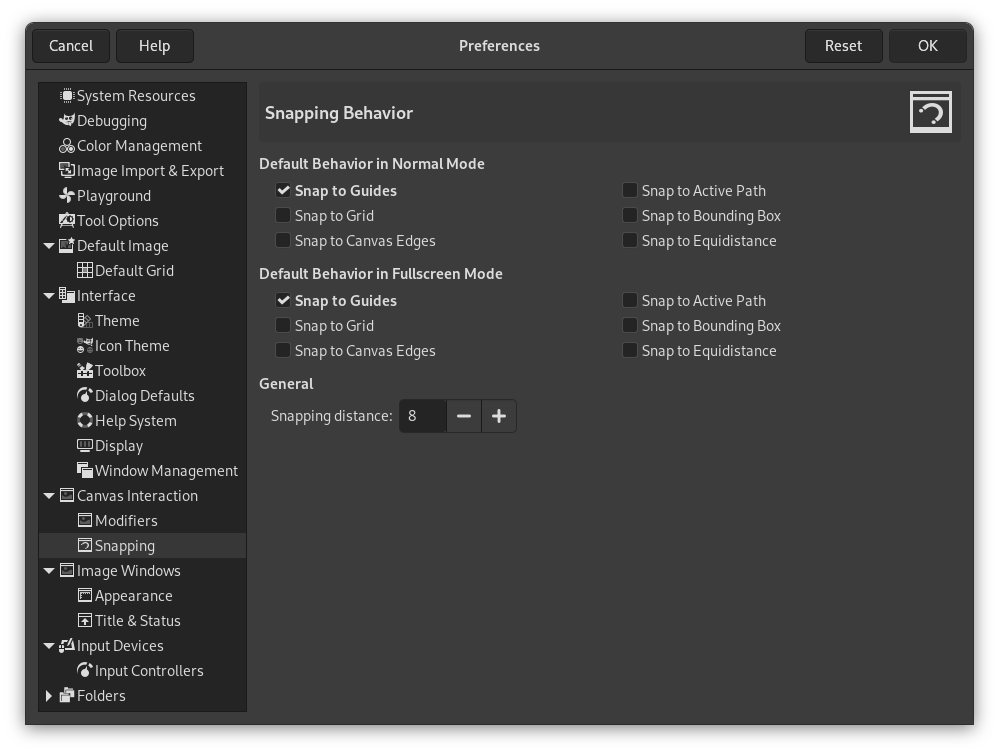 Cancel Help Preferences Reset OK
System Resources
Debugging
Color Management
Image Import & Export
Playground
Tool Options
Default Image
Default Grid
Interface
Theme
Icon Theme
Toolbox
Dialog Defaults
Help System
Display
Window Management
Canvas Interaction
Modifiers
Snapping
Image Windows
Appearance
Title & Status
Input Devices
Input Controllers
Folders
Snapping Behavior
Default Behavior in Normal Mode
Snap to Guides Snap to Active Path
Snap to Grid Snap to Bounding Box
Snap to Canvas Edges Snap to Equidistance
Default Behavior in Fullscreen Mode
Snap to Guides Snap to Active Path
Snap to Grid Snap to Bounding Box
Snap to Canvas Edges Snap to Equidistance
General
Snapping distance: 8